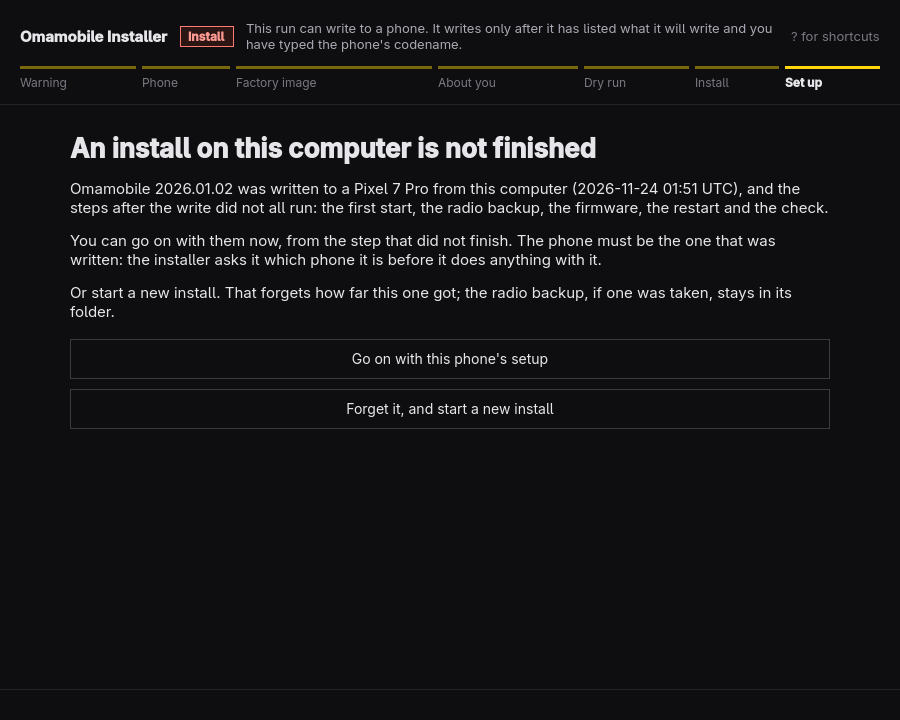 Omamobile Installer
Install
This run can write to a phone. It writes only after it has listed what it will write and you
have typed the phone's codename.
? for shortcuts
Warning
Phone
Factory image
About you
Dry run
Install
Set up
An install on this computer is not finished
Omamobile 2026.01.02 was written to a Pixel 7 Pro from this computer (2026-11-24 01:51 UTC), and the
steps after the write did not all run: the first start, the radio backup, the firmware, the restart and the check.
You can go on with them now, from the step that did not finish. The phone must be the one that was
written: the installer asks it which phone it is before it does anything with it.
Or start a new install. That forgets how far this one got; the radio backup, if one was taken, stays in its
folder.
Go on with this phone's setup
Forget it, and start a new install